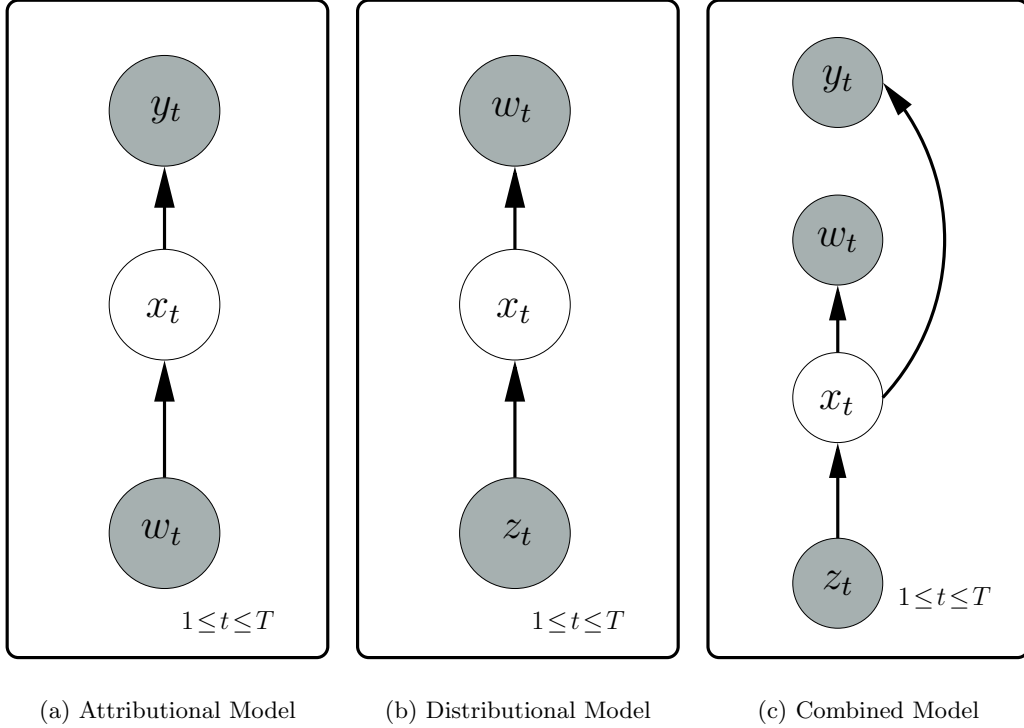 y_t
x_t
w_t
1≤t≤T
(a) Attributional Model
w_t
x_t
z_t
1≤t≤T
(b) Distributional Model
y_t
w_t
x_t
z_t
1≤t≤T
(c) Combined Model